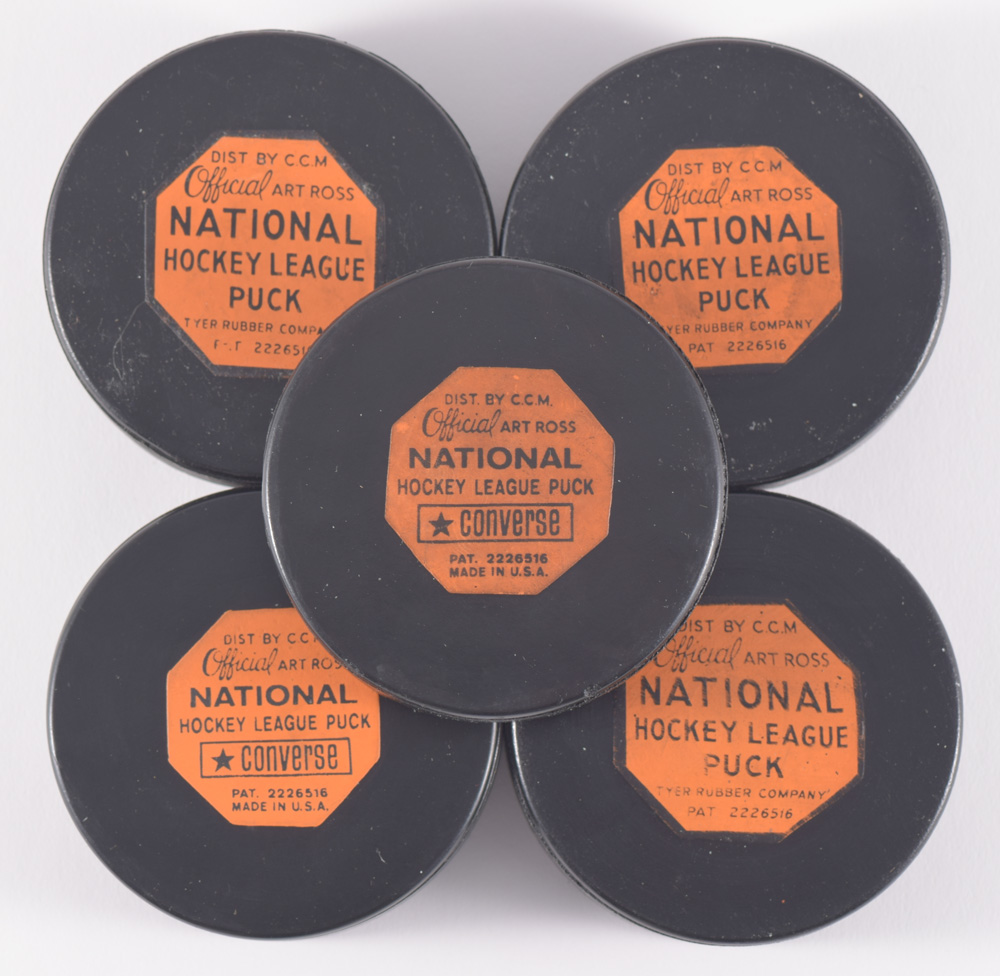 DIST BY C.C.M
Official ART ROSS
NATIONAL
HOCKEY LEAGUE
PUCK
TYER RUBBER
222651
DIST BY C.C.M
Official ART ROSS
NATIONAL
HOCKEY LEAGUE
PUCK
YER RUBBER COMPANY
PAT 2226516
DIST. BY C.C.M.
Official ART ROSS
NATIONAL
HOCKEY LEAGUE PUCK
★ converse
PAT. 2226516
MADE IN U.S.A.
DIST BY C.C
Official ART ROSS
NATIONAL
HOCKEY LEAGUE PUCK
★ converse
PAT. 2226516
MADE IN U.S.A.
DIST BY C.C.M
Official ART ROSS
NATIONAL
HOCKEY LEAGUE
PUCK
TYER RUBBER COMPANY
PAT 2226516